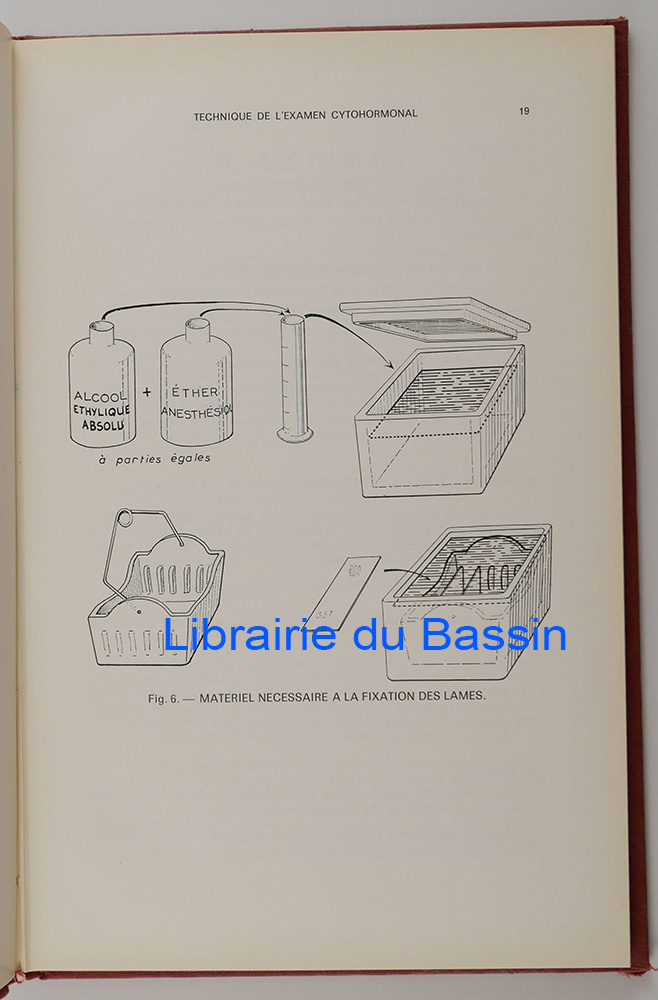 TECHNIQUE DE L'EXAMEN CYTOHORMONAL
19
ALCOOL
ETHYLIQUE
ABSOLU
+
ÉTHER
ANESTHÉSIQU
à parties égales
331
Librairie du Bassin
Fig. 6. — MATERIEL NECESSAIRE A LA FIXATION DES LAMES.